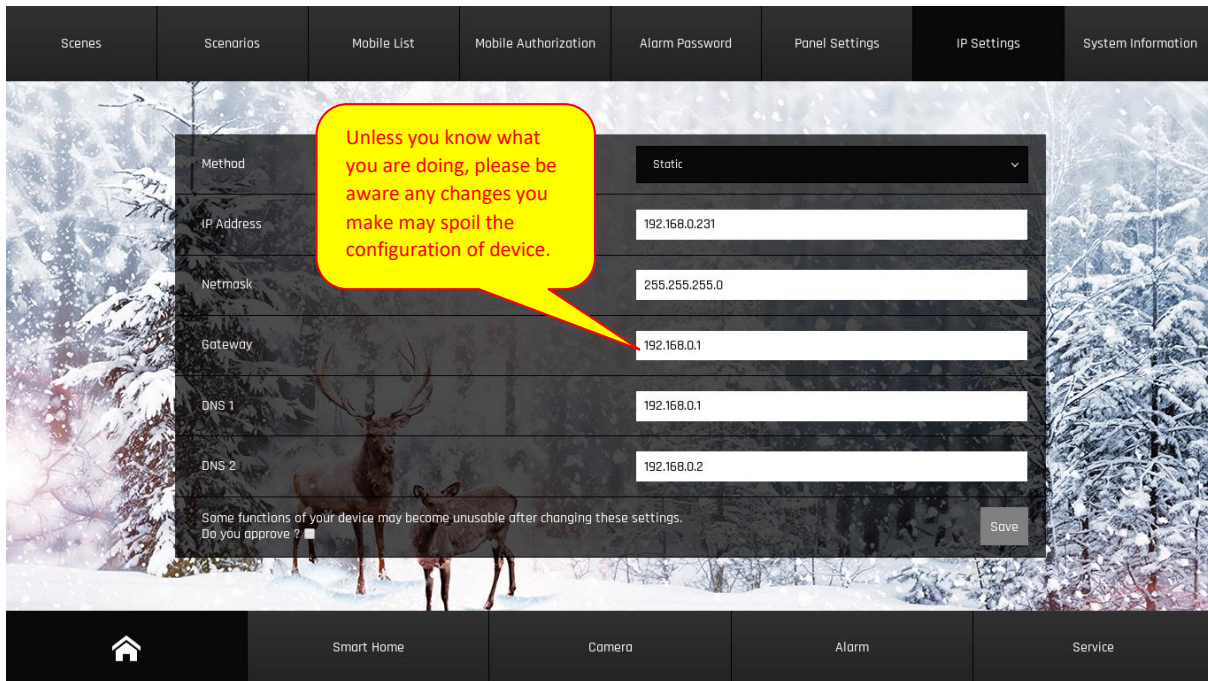 Scenes
Scenarios
Mobile List
Mobile Authorization
Alarm Password
Panel Settings
IP Settings
System Information
Unless you know what
you are doing, please be
aware any changes you
make may spoil the
configuration of device.
Method
Static
IP Address
192.168.0.231
Netmask
255.255.255.0
Gateway
192.168.0.1
DNS 1
192.168.0.1
DNS 2
192.168.0.2
Some functions of your device may become unusable after changing these settings.
Do you approve ?
Save
Smart Home
Camera
Alarm
Service